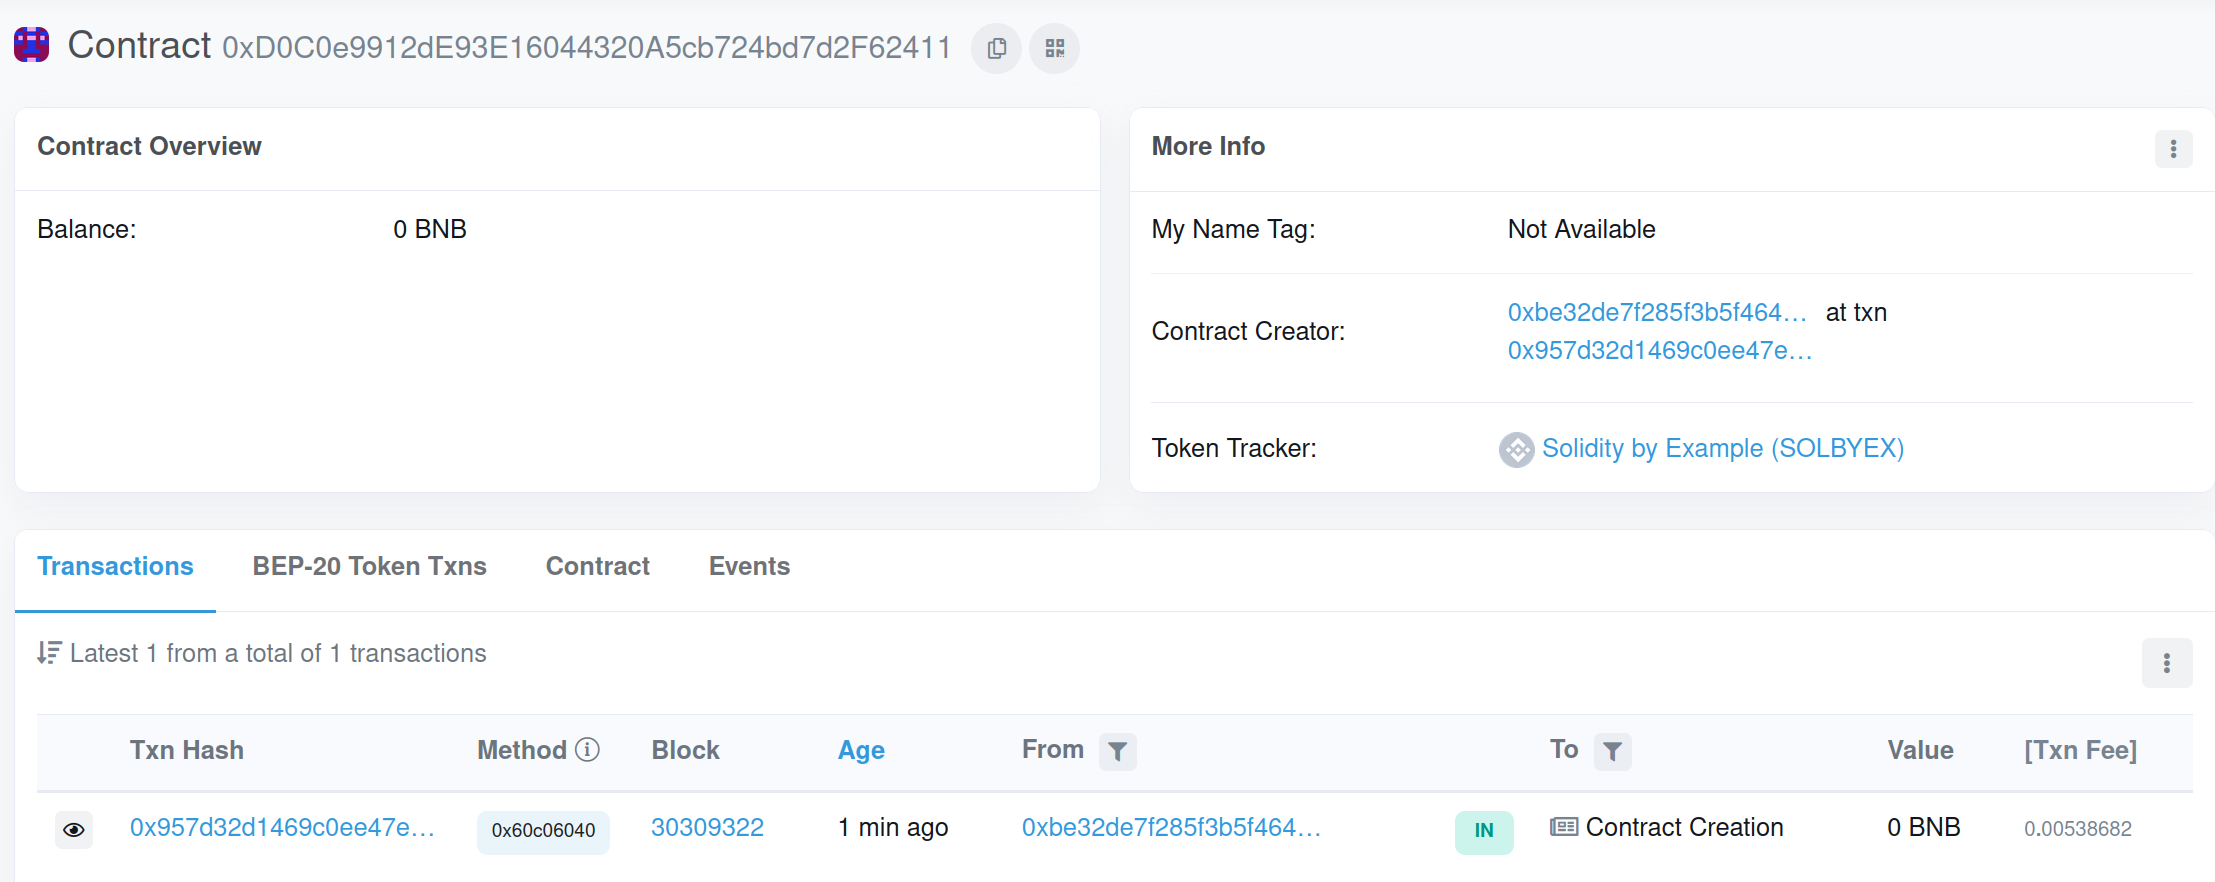 Contract 0xD0C0e9912dE93E16044320A5cb724bd7d2F62411
Contract Overview
Balance: 0 BNB
More Info
My Name Tag: Not Available
Contract Creator: 0xbe32de7f285f3b5f464... at txn
0x957d32d1469c0ee47e...
Token Tracker: Solidity by Example (SOLBYEX)
Transactions BEP-20 Token Txns Contract Events
Latest 1 from a total of 1 transactions
Txn Hash Method Block Age From To Value [Txn Fee]
0x957d32d1469c0ee47e... 0x60c06040 30309322 1 min ago 0xbe32de7f285f3b5f464... IN Contract Creation 0 BNB 0.00538682